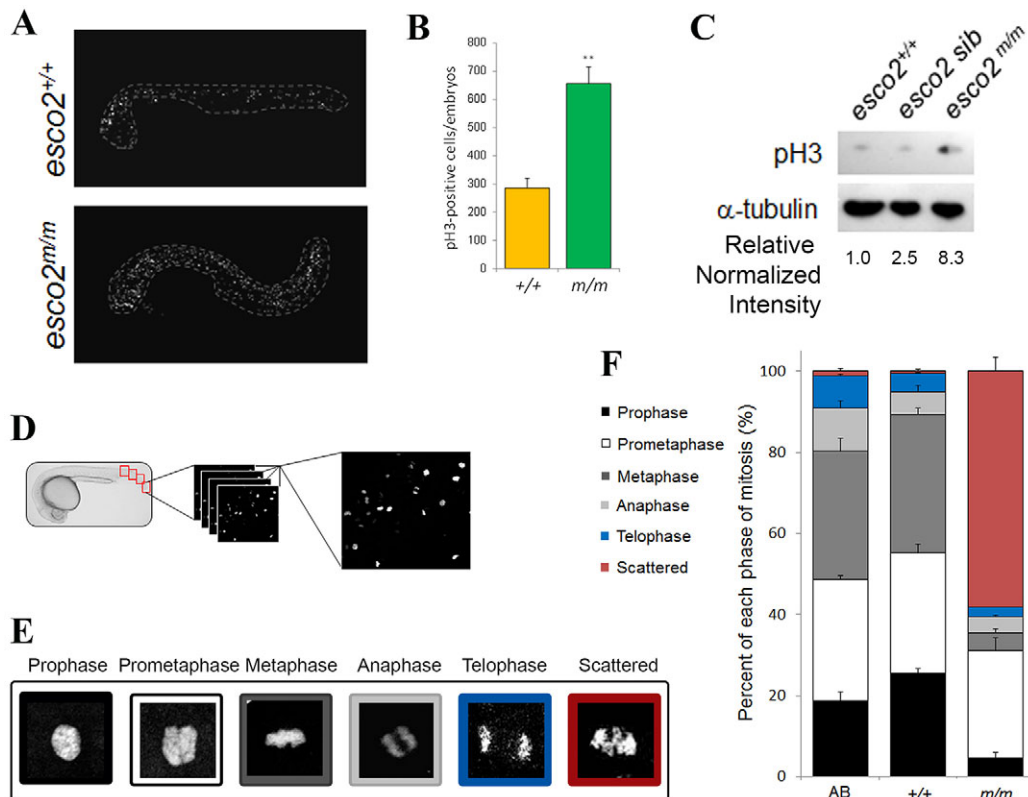 A
esco2+/+
esco2m/m
B
pH3-positive cells/embryos
800
700
600
500
400
300
200
100
0
**
+/+
m/m
C
esco2+/+
esco2 sib
esco2 m/m
pH3
α-tubulin
Relative
Normalized
Intensity
1.0 2.5 8.3
D
E
Prophase Prometaphase Metaphase Anaphase Telophase Scattered
F
Prophase
Prometaphase
Metaphase
Anaphase
Telophase
Scattered
Percent of each phase of mitosis (%)
100
80
60
40
20
0
AB +/+ m/m